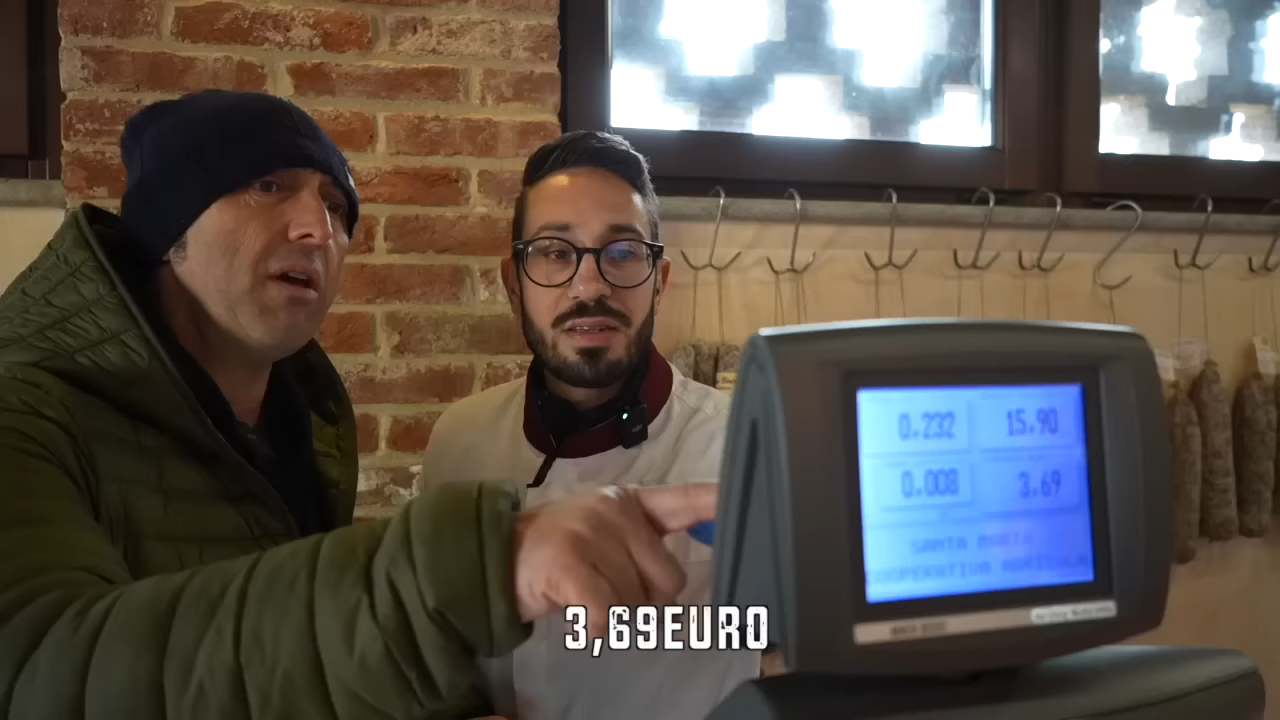 0.232 15.90
0.008 3.69
SANTA MARIA
COOPERATIVA AGRICOLA
3,69EURO